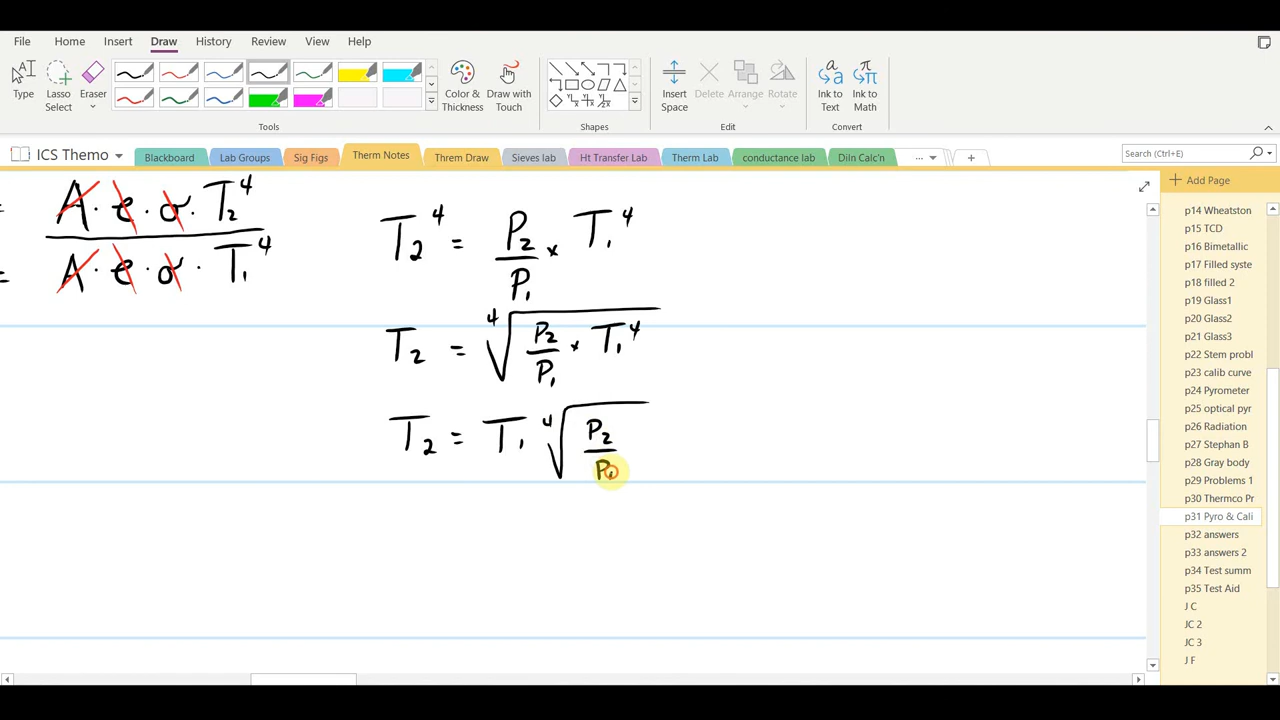 File Home Insert Draw History Review View Help
Type Lasso Select Eraser Color & Thickness Draw with Touch Insert Space Delete Arrange Rotate Ink to Text Ink to Math
Tools Shapes Edit Convert
ICS Themo Blackboard Lab Groups Sig Figs Therm Notes Threm Draw Sieves lab Ht Transfer Lab Therm Lab conductance lab Diln Calc'n ... + Search (Ctrl+E)
Add Page
p14 Wheatston
p15 TCD
p16 Bimetallic
p17 Filled syste
p18 filled 2
p19 Glass1
p20 Glass2
p21 Glass3
p22 Stem probl
p23 calib curve
p24 Pyrometer
p25 optical pyr
p26 Radiation
p27 Stephan B
p28 Gray body
p29 Problems 1
p30 Thermco Pr
p31 Pyro & Cali
p32 answers
p33 answers 2
p34 Test summ
p35 Test Aid
J C
JC 2
JC 3
J F
= A · e · σ · T₂⁴
= A · e · σ · T₁⁴
T₂⁴ = P₂/P₁ × T₁⁴
T₂ = ⁴√(P₂/P₁ × T₁⁴)
T₂ = T₁ ⁴√(P₂/P₁)